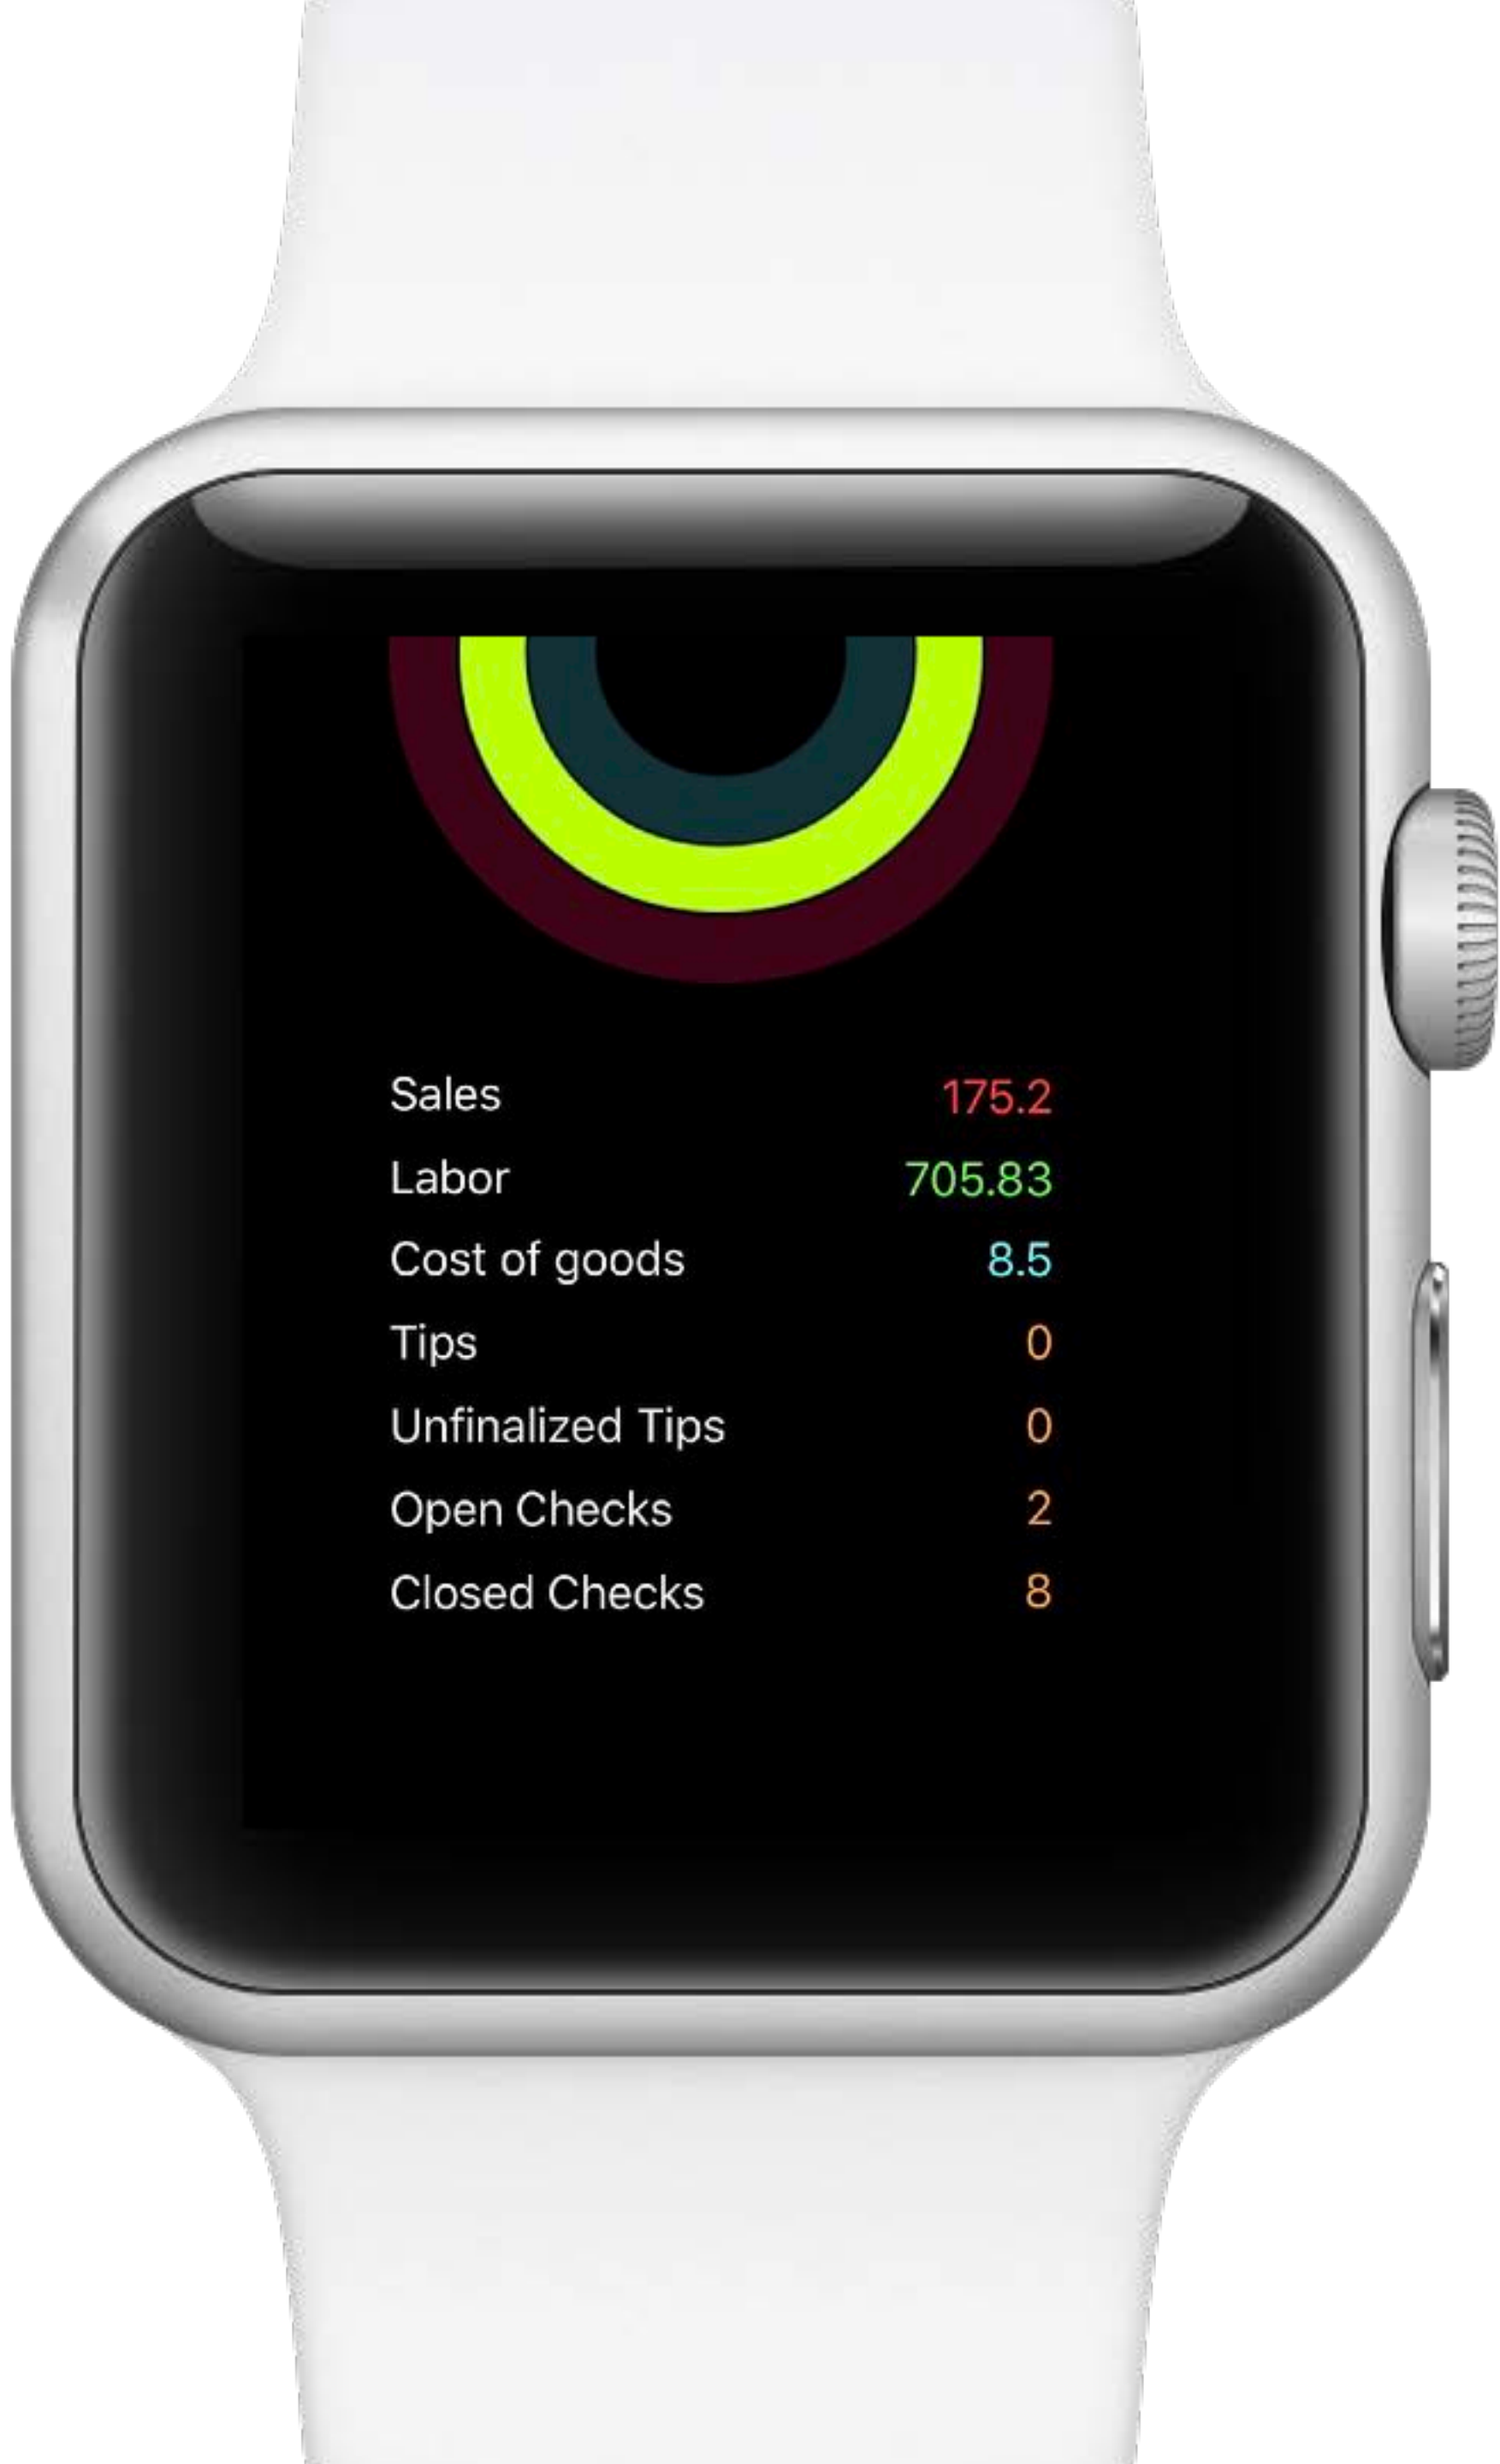 Sales 175.2
Labor 705.83
Cost of goods 8.5
Tips 0
Unfinalized Tips 0
Open Checks 2
Closed Checks 8